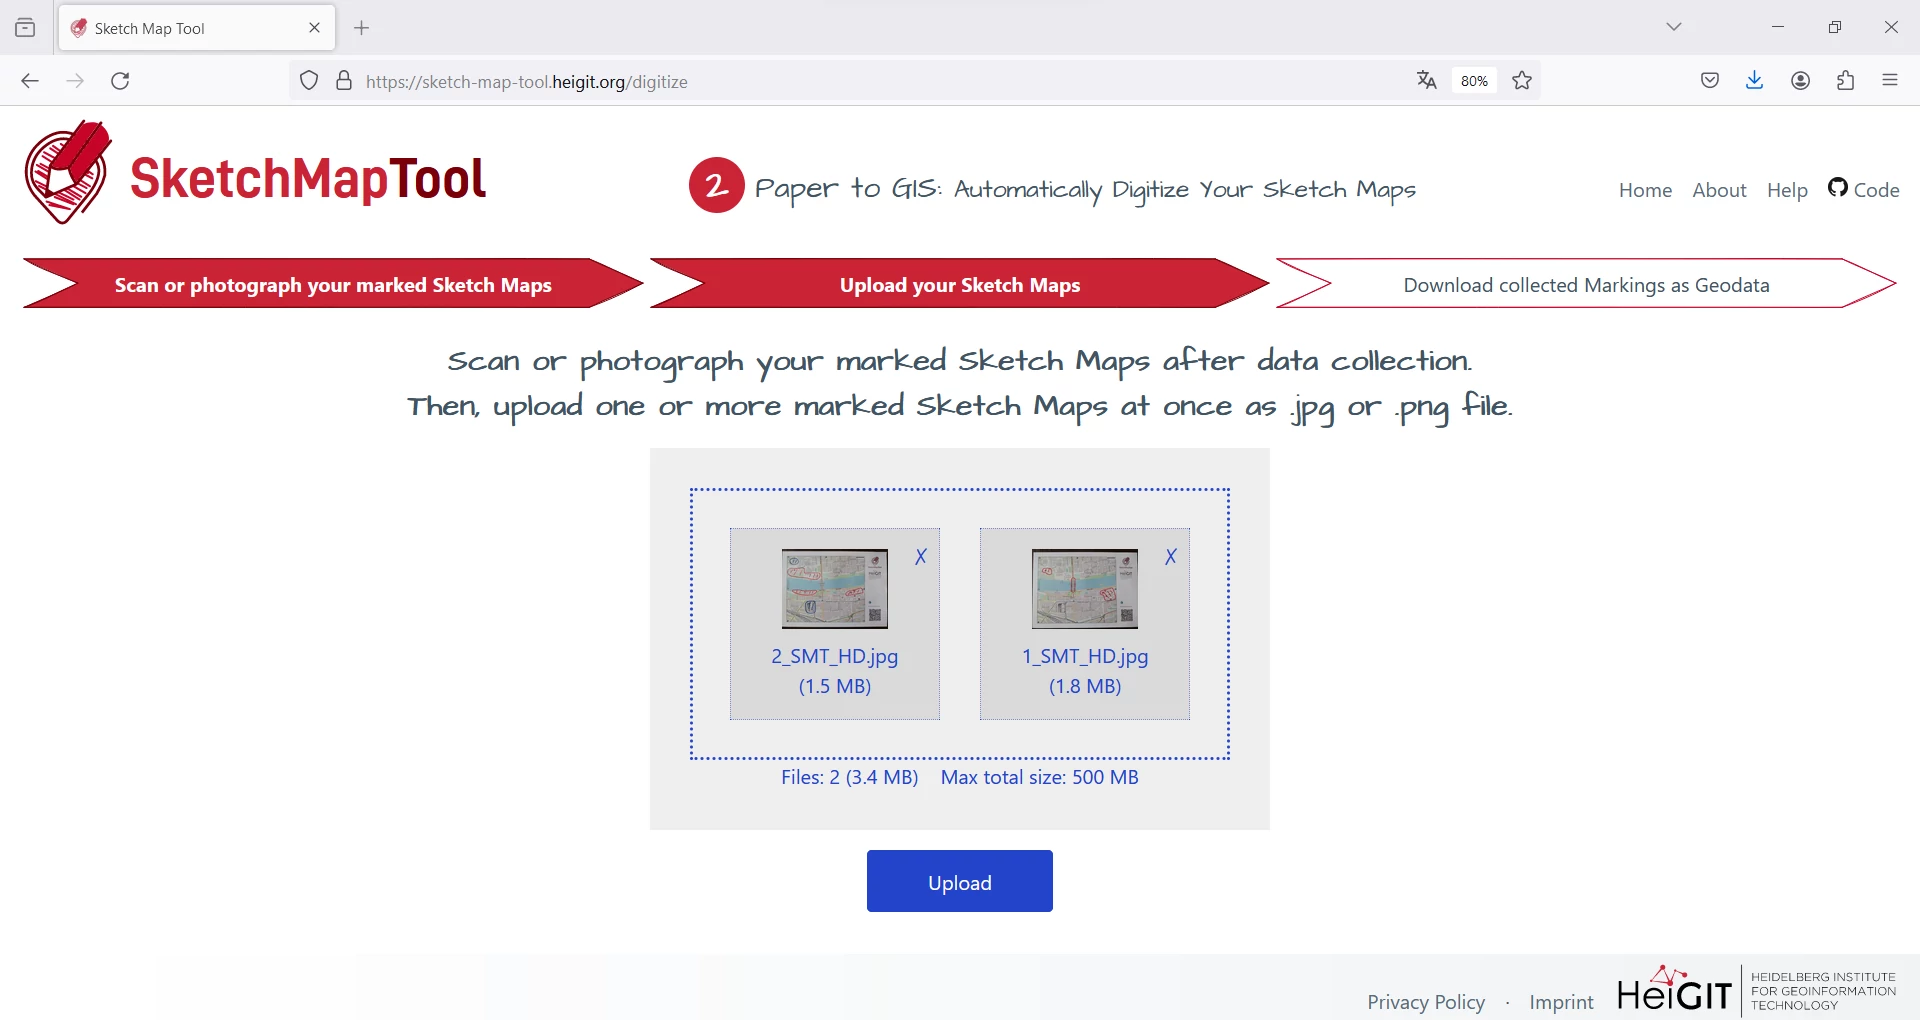 Sketch Map Tool
https://sketch-map-tool.heigit.org/digitize
80%
SketchMapTool
2 Paper to GIS: Automatically Digitize Your Sketch Maps
Home About Help Code
Scan or photograph your marked Sketch Maps
Upload your Sketch Maps
Download collected Markings as Geodata
Scan or photograph your marked Sketch Maps after data collection.
Then, upload one or more marked Sketch Maps at once as .jpg or .png file.
X
2_SMT_HD.jpg
(1.5 MB)
X
1_SMT_HD.jpg
(1.8 MB)
Files: 2 (3.4 MB) Max total size: 500 MB
Upload
Privacy Policy · Imprint
HeiGIT
HEIDELBERG INSTITUTE
FOR GEOINFORMATION
TECHNOLOGY